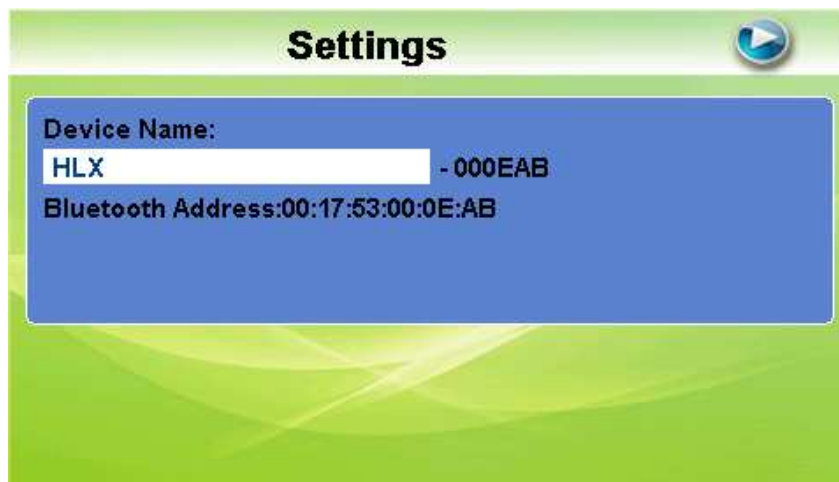 Settings
Device Name:
HLX - 000EAB
Bluetooth Address:00:17:53:00:0E:AB